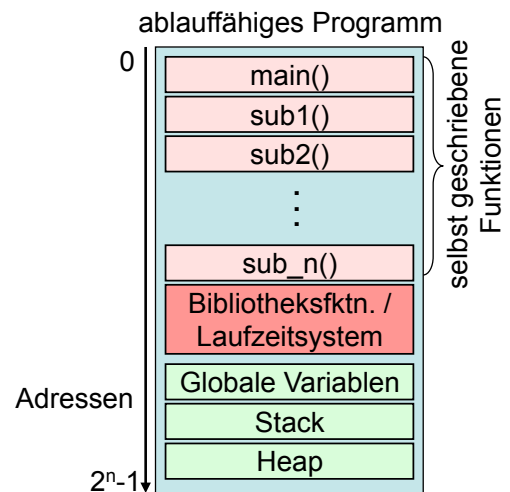 ablauffähiges Programm
0
main()
sub1()
sub2()
⋮
sub_n()
selbst geschriebene
Funktionen
Bibliotheksfktn. /
Laufzeitsystem
Globale Variablen
Adressen
Stack
Heap
2ⁿ-1